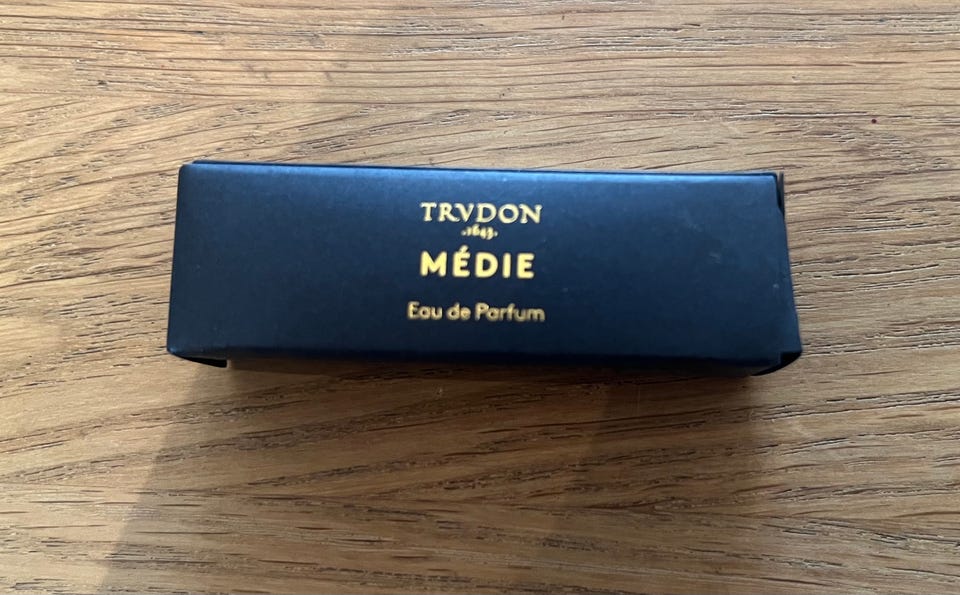 TRVDON
.1643.
MÉDIE
Eau de Parfum